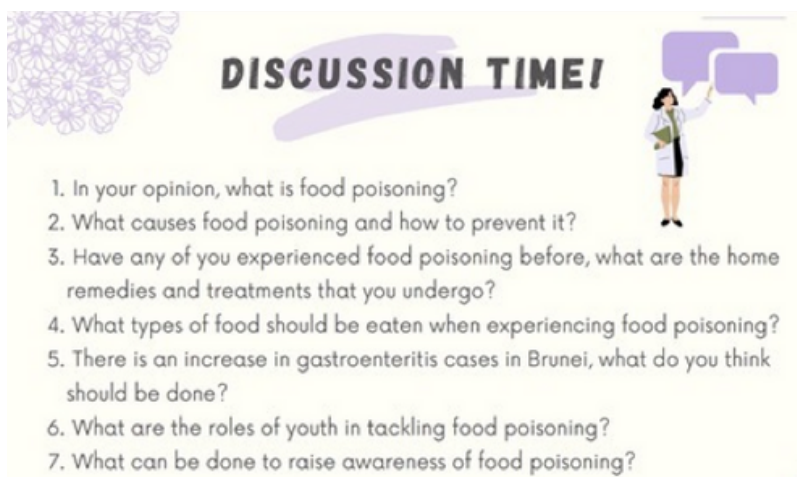 DISCUSSION TIME!
1. In your opinion, what is food poisoning?
2. What causes food poisoning and how to prevent it?
3. Have any of you experienced food poisoning before, what are the home
remedies and treatments that you undergo?
4. What types of food should be eaten when experiencing food poisoning?
5. There is an increase in gastroenteritis cases in Brunei, what do you think
should be done?
6. What are the roles of youth in tackling food poisoning?
7. What can be done to raise awareness of food poisoning?